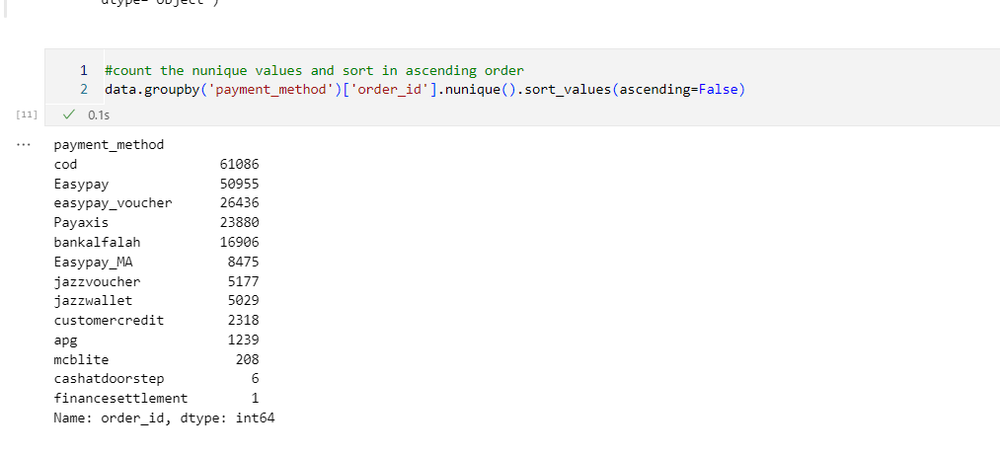 dtype='object')
1 #count the nunique values and sort in ascending order
2 data.groupby('payment_method')['order_id'].nunique().sort_values(ascending=False)
[11] ✓ 0.1s
... payment_method
cod 61086
Easypay 50955
easypay_voucher 26436
Payaxis 23880
bankalfalah 16906
Easypay_MA 8475
jazzvoucher 5177
jazzwallet 5029
customercredit 2318
apg 1239
mcblite 208
cashatdoorstep 6
financesettlement 1
Name: order_id, dtype: int64